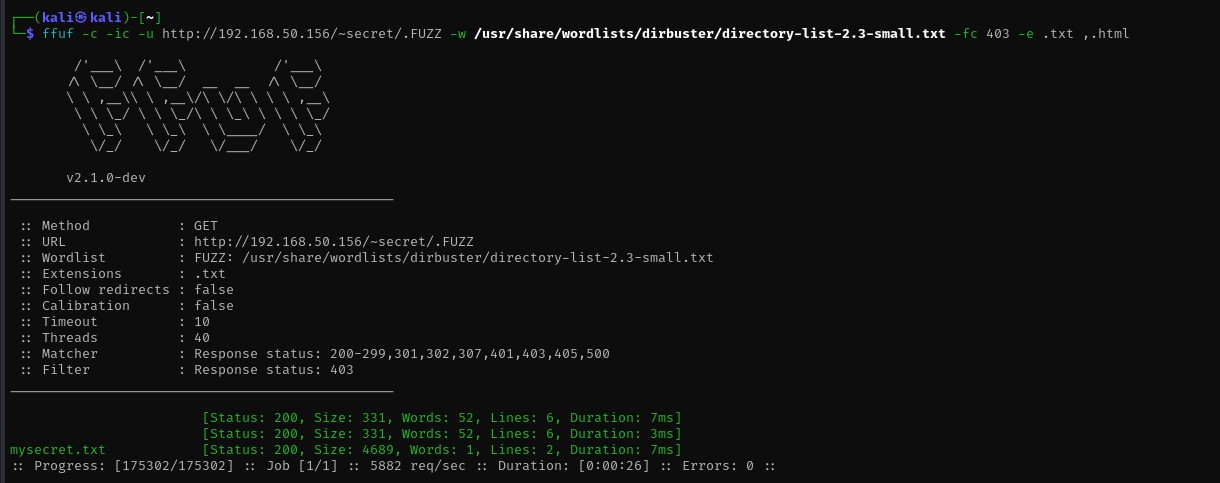 ┌──(kali㉿kali)-[~]
└─$ ffuf -c -ic -u http://192.168.50.156/~secret/.FUZZ -w /usr/share/wordlists/dirbuster/directory-list-2.3-small.txt -fc 403 -e .txt ,.html
v2.1.0-dev
:: Method : GET
:: URL : http://192.168.50.156/~secret/.FUZZ
:: Wordlist : FUZZ: /usr/share/wordlists/dirbuster/directory-list-2.3-small.txt
:: Extensions : .txt
:: Follow redirects : false
:: Calibration : false
:: Timeout : 10
:: Threads : 40
:: Matcher : Response status: 200-299,301,302,307,401,403,405,500
:: Filter : Response status: 403
[Status: 200, Size: 331, Words: 52, Lines: 6, Duration: 7ms]
[Status: 200, Size: 331, Words: 52, Lines: 6, Duration: 3ms]
mysecret.txt [Status: 200, Size: 4689, Words: 1, Lines: 2, Duration: 7ms]
:: Progress: [175302/175302] :: Job [1/1] :: 5882 req/sec :: Duration: [0:00:26] :: Errors: 0 ::